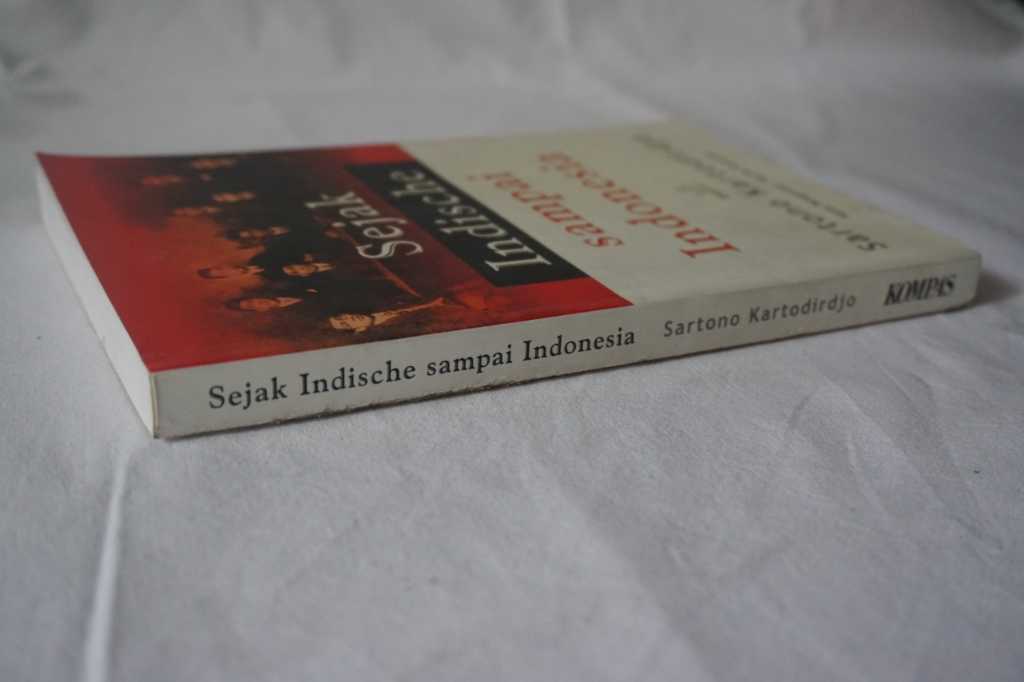 Sejak
Indische
sampai
Indonesia
Sartono Kartodirdjo
Sejak Indische sampai Indonesia Sartono Kartodirdjo KOMPAS